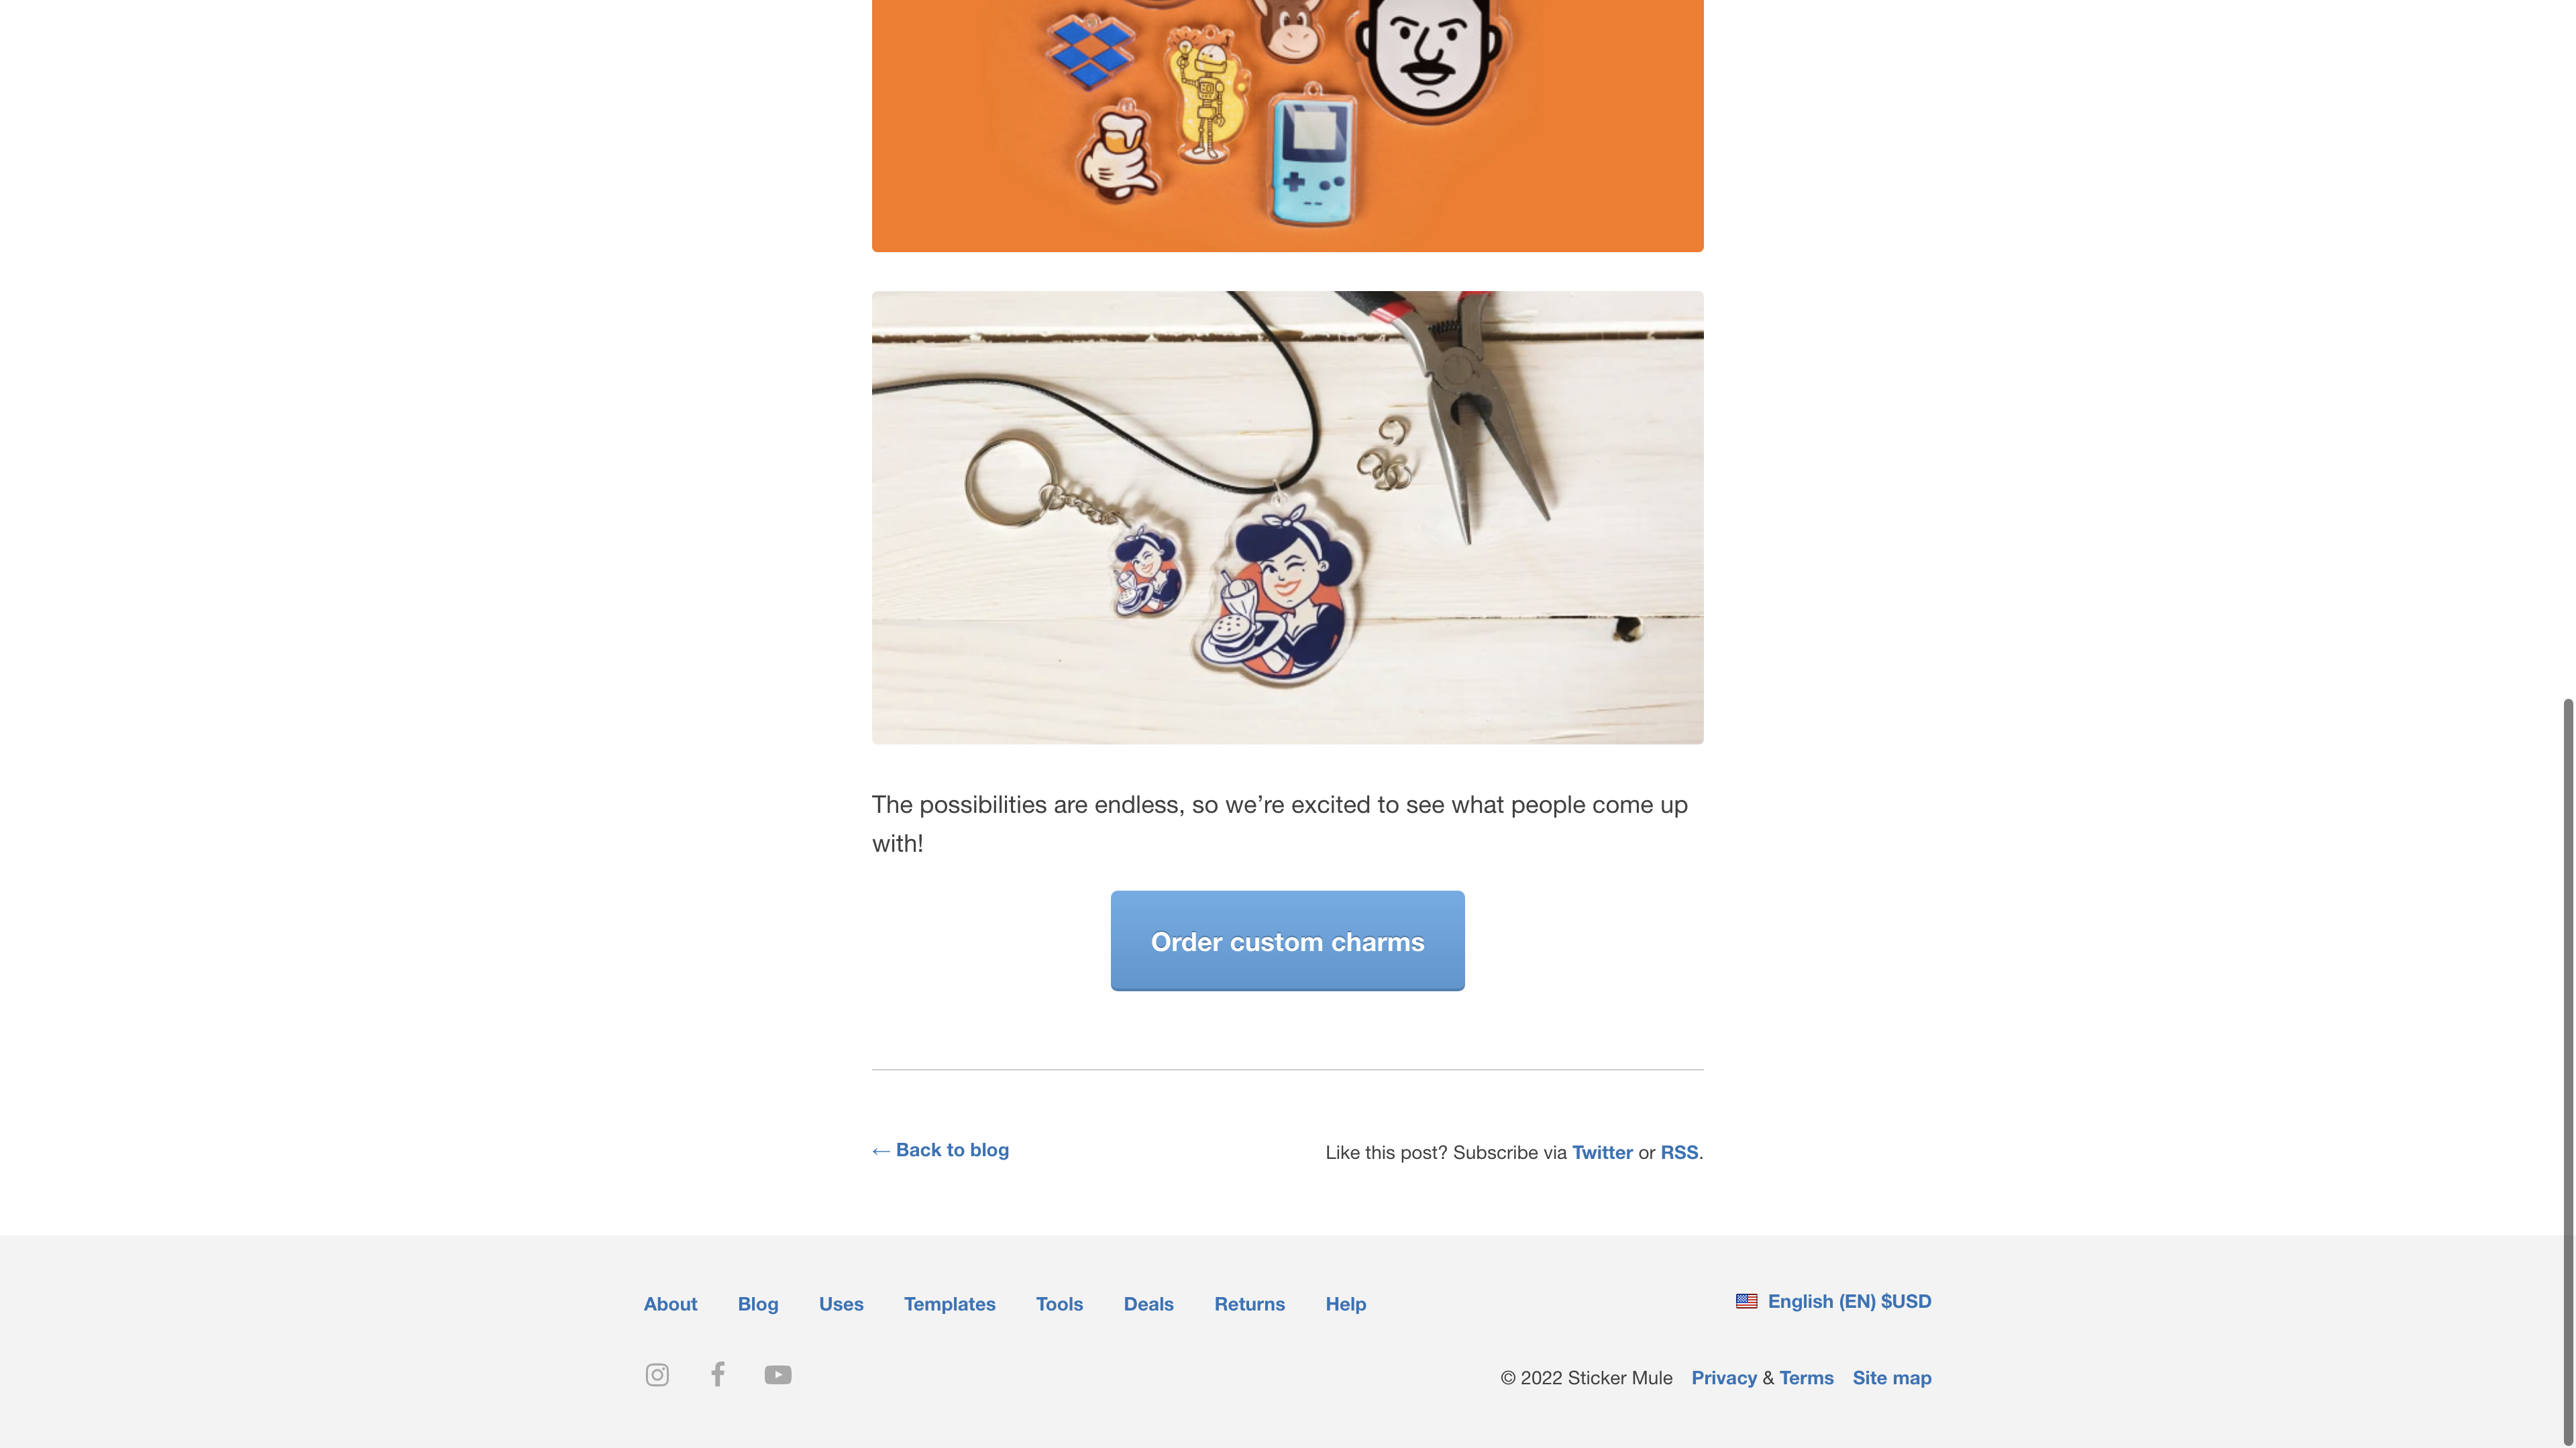 The possibilities are endless, so we’re excited to see what people come up
with!
Order custom charms
← Back to blog
Like this post? Subscribe via Twitter or RSS.
About Blog Uses Templates Tools Deals Returns Help
English (EN) $USD
© 2022 Sticker Mule Privacy & Terms Site map